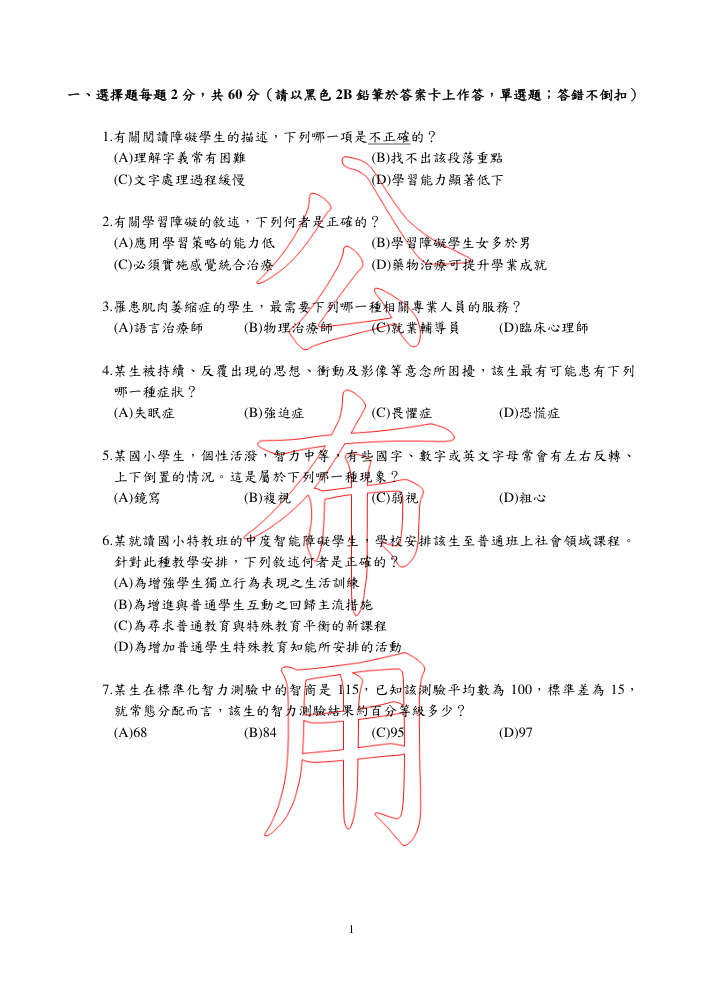 一、選擇題每題 2 分，共 60 分（請以黑色 2B 鉛筆於答案卡上作答，單選題；答錯不倒扣）
1.有關閱讀障礙學生的描述，下列哪一項是不正確的？
(A)理解字義常有困難 (B)找不出該段落重點
(C)文字處理過程緩慢 (D)學習能力顯著低下
2.有關學習障礙的敘述，下列何者是正確的？
(A)應用學習策略的能力低 (B)學習障礙學生女多於男
(C)必須實施感覺統合治療 (D)藥物治療可提升學業成就
3.罹患肌肉萎縮症的學生，最需要下列哪一種相關專業人員的服務？
(A)語言治療師 (B)物理治療師 (C)就業輔導員 (D)臨床心理師
4.某生被持續、反覆出現的思想、衝動及影像等意念所困擾，該生最有可能患有下列
哪一種症狀？
(A)失眠症 (B)強迫症 (C)畏懼症 (D)恐慌症
5.某國小學生，個性活潑，智力中等，有些國字、數字或英文字母常會有左右反轉、
上下倒置的情況。這是屬於下列哪一種現象？
(A)鏡寫 (B)複視 (C)弱視 (D)粗心
6.某就讀國小特教班的中度智能障礙學生，學校安排該生至普通班上社會領域課程。
針對此種教學安排，下列敘述何者是正確的？
(A)為增強學生獨立行為表現之生活訓練
(B)為增進與普通學生互動之回歸主流措施
(C)為尋求普通教育與特殊教育平衡的新課程
(D)為增加普通學生特殊教育知能所安排的活動
7.某生在標準化智力測驗中的智商是 115，已知該測驗平均數為 100，標準差為 15，
就常態分配而言，該生的智力測驗結果約百分等級多少？
(A)68 (B)84 (C)95 (D)97
公布用
1